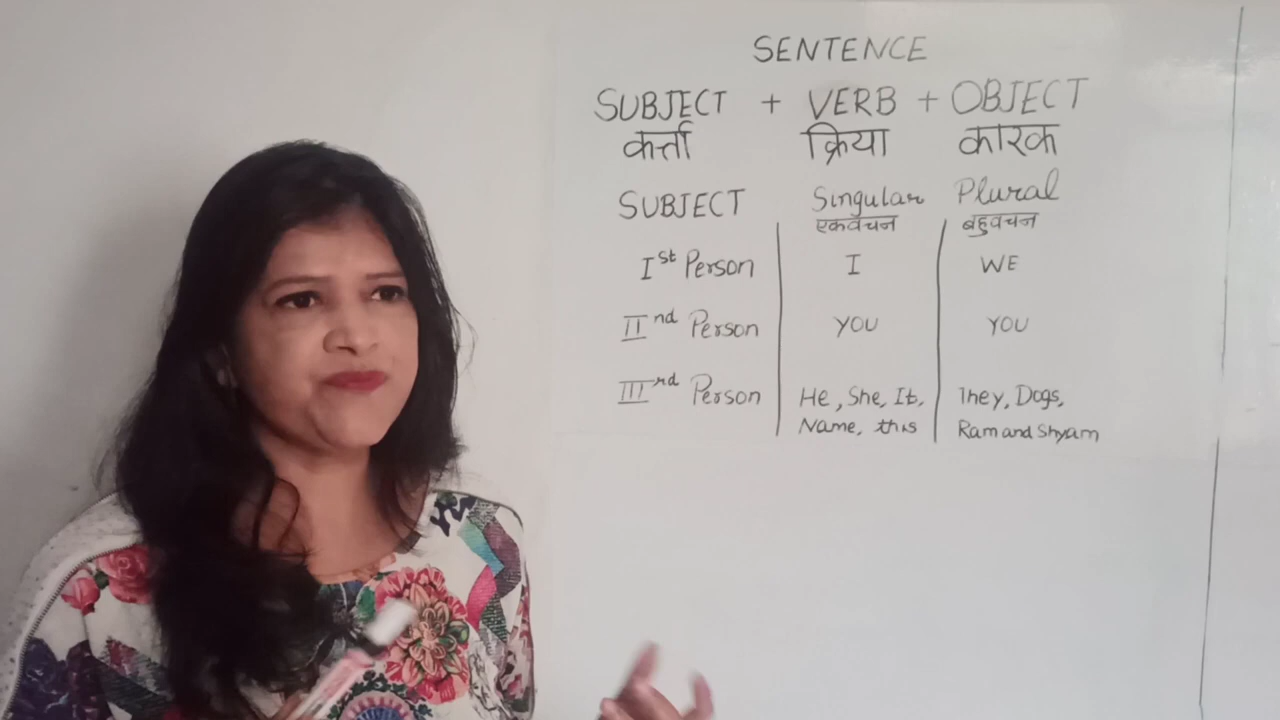 SENTENCE
SUBJECT + VERB + OBJECT
कर्त्ता क्रिया कारक
SUBJECT Singular Plural
एकवचन बहुवचन
Ist Person I WE
IInd Person YOU YOU
IIIrd Person He, She, It, They, Dogs,
Name, this Ram and Shyam